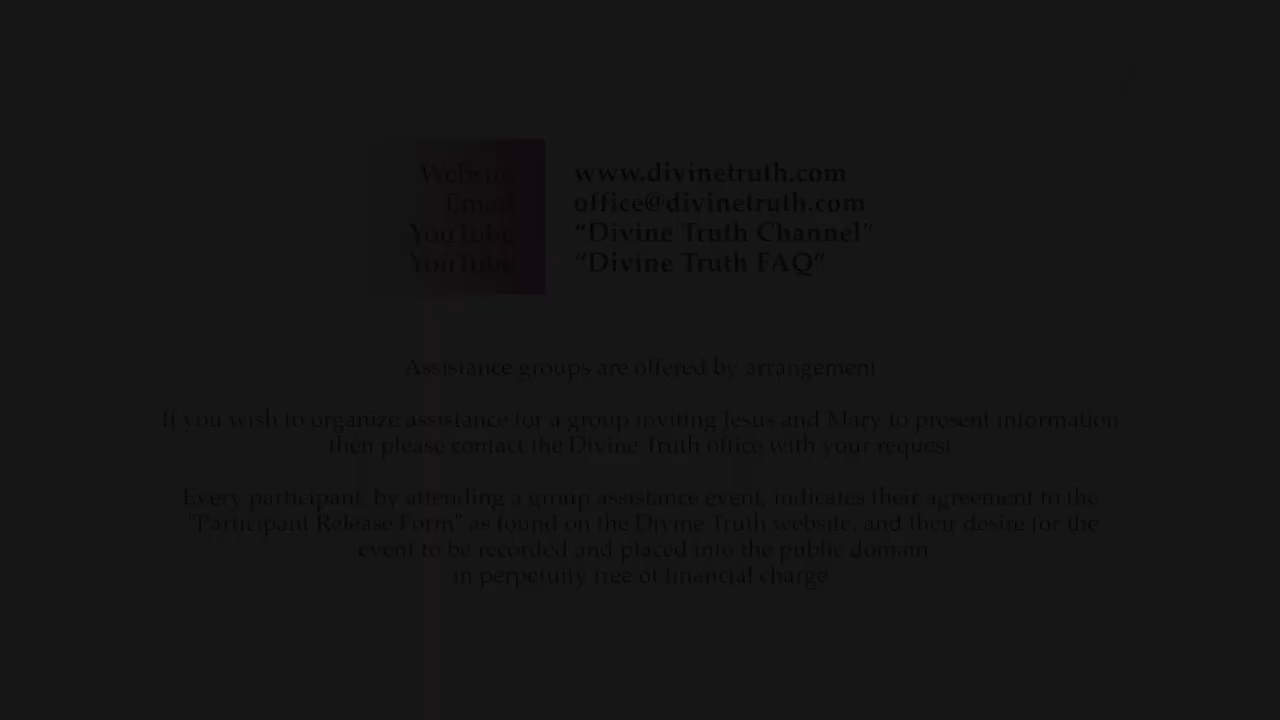 Website www.divinetruth.com
Email office@divinetruth.com
YouTube “Divine Truth Channel”
YouTube “Divine Truth FAQ”
Assistance groups are offered by arrangement
If you wish to organize assistance for a group inviting Jesus and Mary to present information
then please contact the Divine Truth office with your request
Every participant, by attending a group assistance event, indicates their agreement to the
"Participant Release Form" as found on the Divine Truth website, and their desire for the
event to be recorded and placed into the public domain
in perpetuity free of financial charge